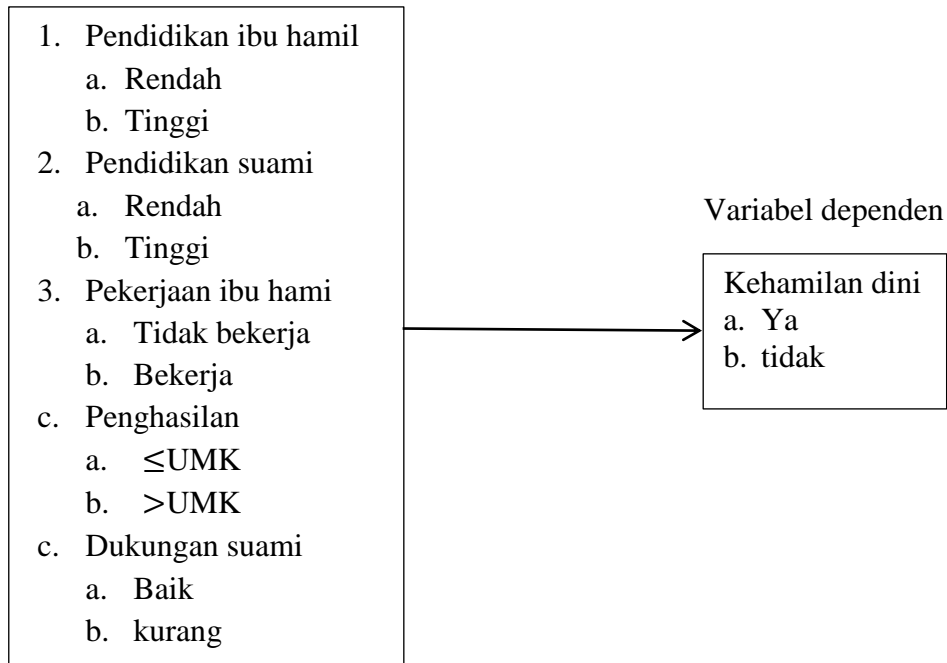 1. Pendidikan ibu hamil
a. Rendah
b. Tinggi
2. Pendidikan suami
a. Rendah
b. Tinggi
3. Pekerjaan ibu hami
a. Tidak bekerja
b. Bekerja
c. Penghasilan
a. ≤UMK
b. >UMK
c. Dukungan suami
a. Baik
b. kurang
Variabel dependen
Kehamilan dini
a. Ya
b. tidak